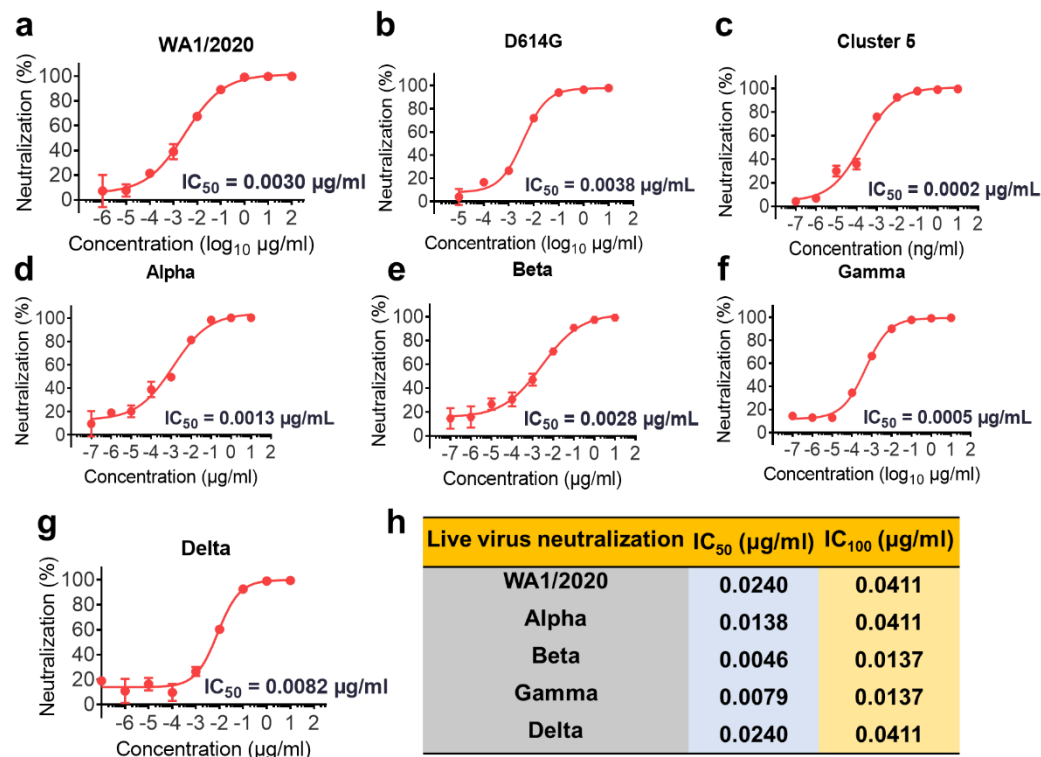 a
WA1/2020
Neutralization (%)
100
80
60
40
20
0
IC50 = 0.0030 µg/ml
-6 -5 -4 -3 -2 -1 0 1 2
Concentration (log10 µg/ml)
b
D614G
Neutralization (%)
100
80
60
40
20
0
IC50 = 0.0038 µg/mL
-5 -4 -3 -2 -1 0 1 2
Concentration (log10 µg/ml)
c
Cluster 5
Neutralization (%)
100
80
60
40
20
0
IC50 = 0.0002 µg/mL
-7 -6 -5 -4 -3 -2 -1 0 1 2
Concentration (ng/ml)
d
Alpha
Neutralization (%)
100
80
60
40
20
0
IC50 = 0.0013 µg/mL
-7 -6 -5 -4 -3 -2 -1 0 1 2
Concentration (µg/ml)
e
Beta
Neutralization (%)
100
80
60
40
20
0
IC50 = 0.0028 µg/mL
-7 -6 -5 -4 -3 -2 -1 0 1 2
Concentration (µg/ml)
f
Gamma
Neutralization (%)
100
80
60
40
20
0
IC50 = 0.0005 µg/mL
-7 -6 -5 -4 -3 -2 -1 0 1 2
Concentration (log10 µg/ml)
g
Delta
Neutralization (%)
100
80
60
40
20
0
IC50 = 0.0082 µg/ml
-6 -5 -4 -3 -2 -1 0 1 2
Concentration (µg/ml)
h
Live virus neutralization IC50 (µg/ml) IC100 (µg/ml)
WA1/2020 0.0240 0.0411
Alpha 0.0138 0.0411
Beta 0.0046 0.0137
Gamma 0.0079 0.0137
Delta 0.0240 0.0411